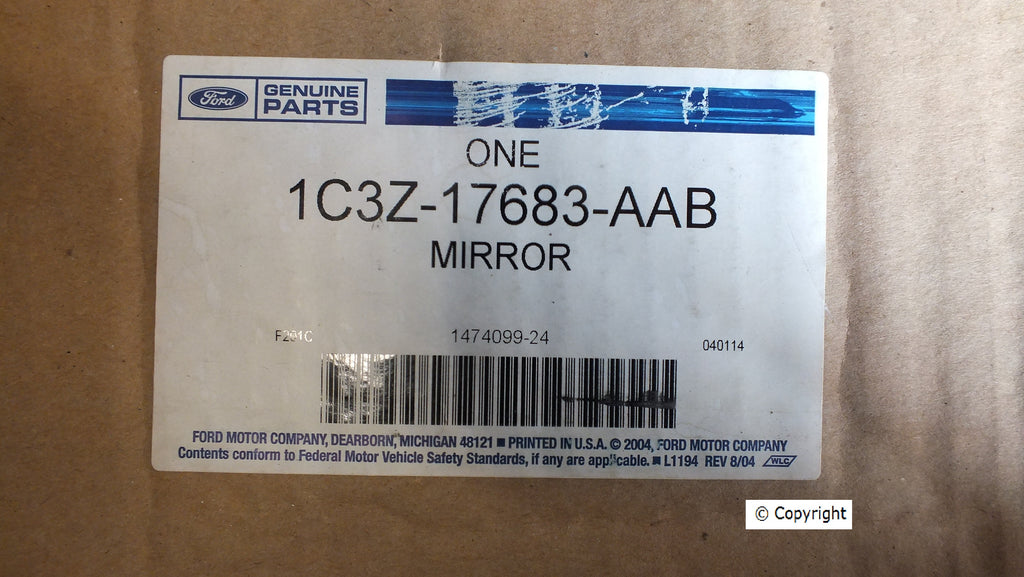 Ford GENUINE PARTS
ONE
1C3Z-17683-AAB
MIRROR
F201C 1474099-24 040114
FORD MOTOR COMPANY, DEARBORN, MICHIGAN 48121 ■ PRINTED IN U.S.A. © 2004, FORD MOTOR COMPANY
Contents conform to Federal Motor Vehicle Safety Standards, if any are applicable. ■ L1194 REV 8/04 WLC
© Copyright